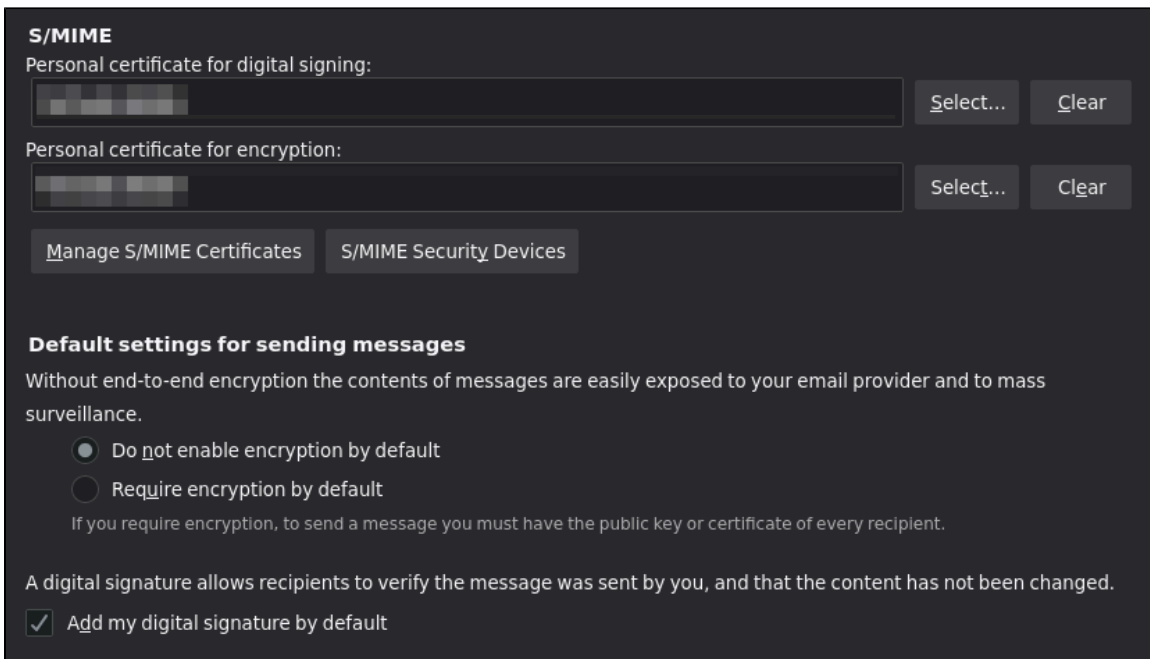 S/MIME
Personal certificate for digital signing:
Select...
Clear
Personal certificate for encryption:
Select...
Clear
Manage S/MIME Certificates
S/MIME Security Devices
Default settings for sending messages
Without end-to-end encryption the contents of messages are easily exposed to your email provider and to mass
surveillance.
Do not enable encryption by default
Require encryption by default
If you require encryption, to send a message you must have the public key or certificate of every recipient.
A digital signature allows recipients to verify the message was sent by you, and that the content has not been changed.
Add my digital signature by default